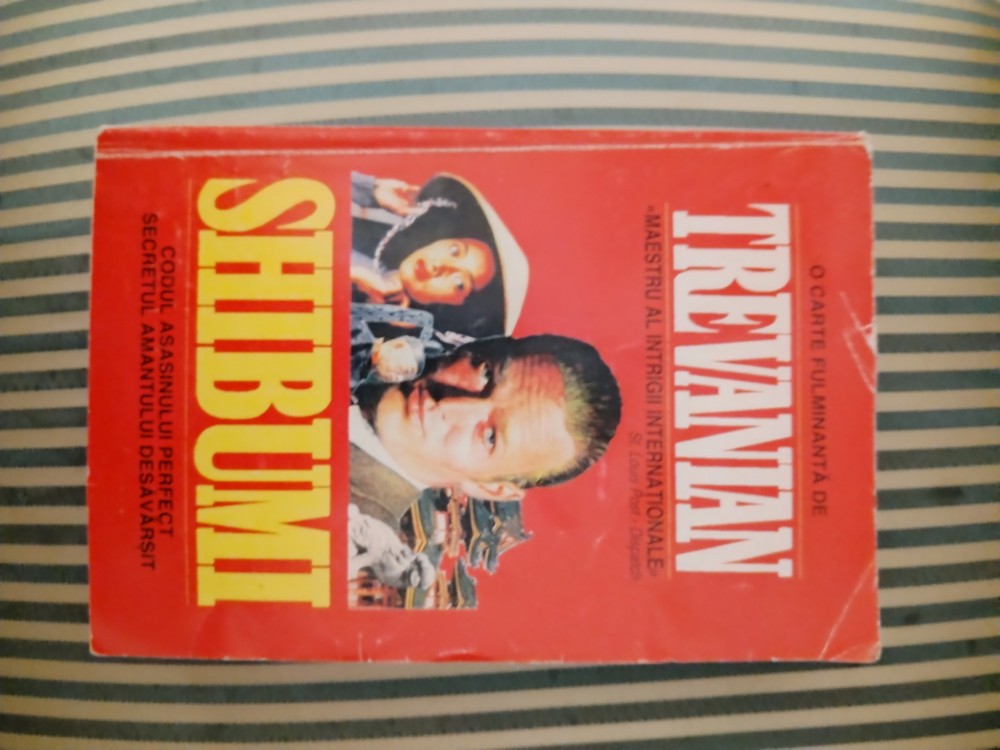 O CARTE FULMINANTĂ DE
TREVANIAN
«MAESTRU AL INTRIGII INTERNAȚIONALE»
St. Louis Post - Dispatch
SHIBUMI
CODUL ASASINULUI PERFECT
SECRETUL AMANTULUI DESĂVÂRȘIT